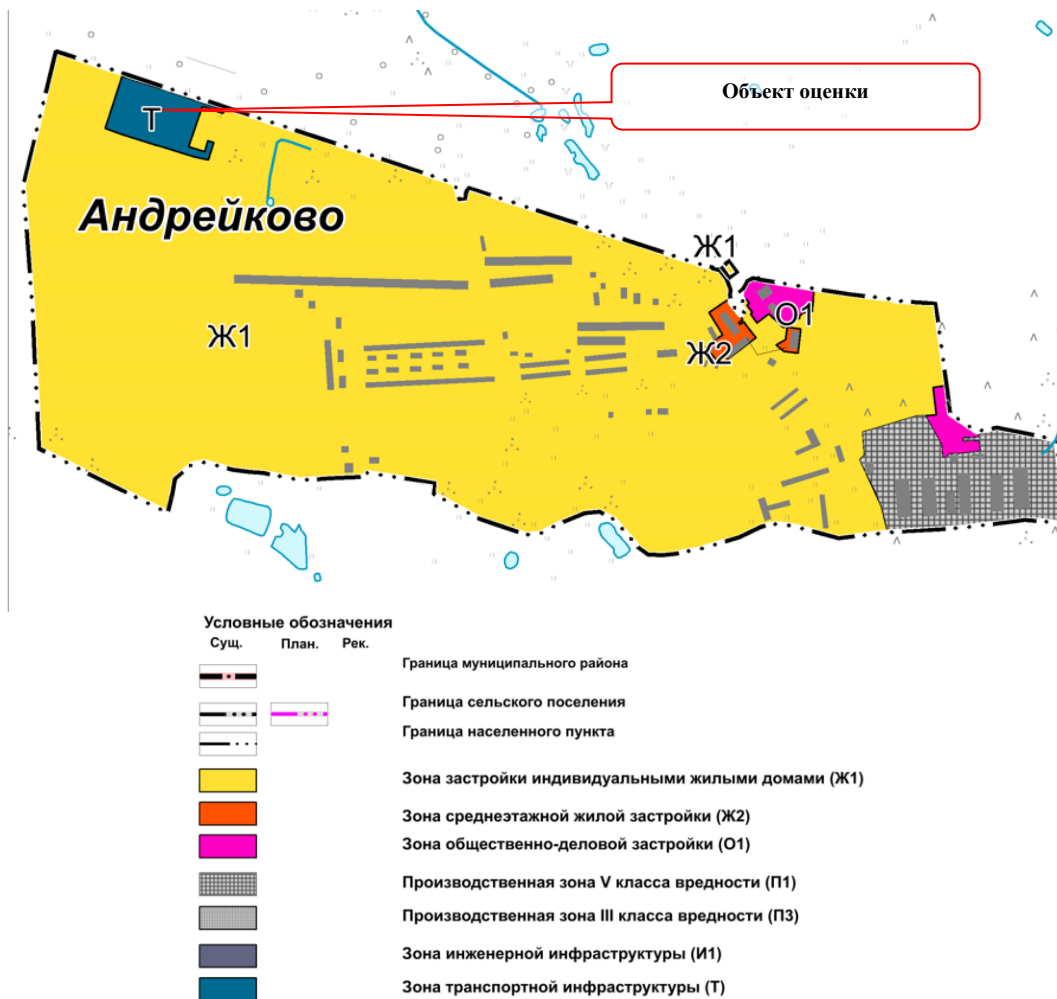 Объект оценки
Т
Андрейково
Ж1
О1
Ж1
Ж2
Условные обозначения
Сущ. План. Рек.
Граница муниципального района
Граница сельского поселения
Граница населенного пункта
Зона застройки индивидуальными жилыми домами (Ж1)
Зона среднеэтажной жилой застройки (Ж2)
Зона общественно-деловой застройки (О1)
Производственная зона V класса вредности (П1)
Производственная зона III класса вредности (П3)
Зона инженерной инфраструктуры (И1)
Зона транспортной инфраструктуры (Т)